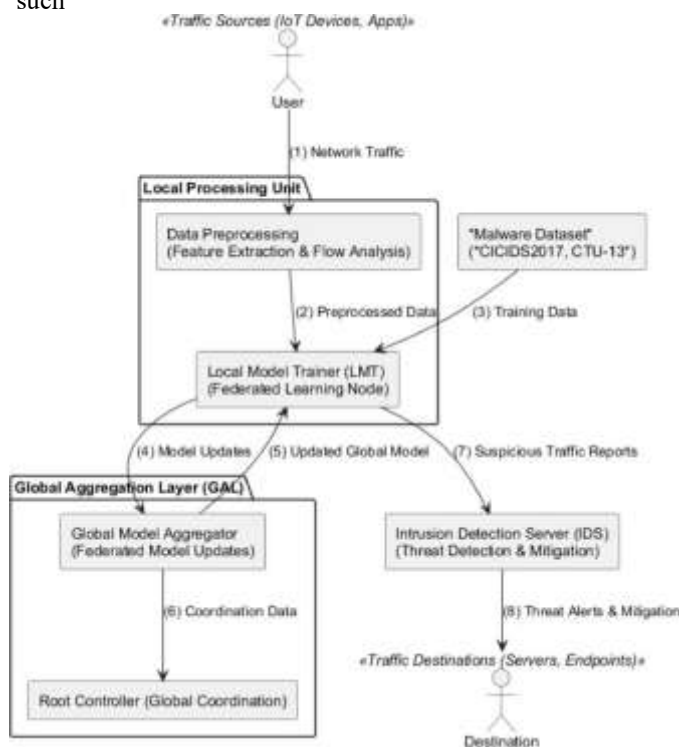 such
«Traffic Sources (IoT Devices, Apps)»
User
(1) Network Traffic
Local Processing Unit
Data Preprocessing
(Feature Extraction & Flow Analysis)
"Malware Dataset"
("CICIDS2017, CTU-13")
(2) Preprocessed Data
(3) Training Data
Local Model Trainer (LMT)
(Federated Learning Node)
(4) Model Updates
(5) Updated Global Model
(7) Suspicious Traffic Reports
Global Aggregation Layer (GAL)
Global Model Aggregator
(Federated Model Updates)
Intrusion Detection Server (IDS)
(Threat Detection & Mitigation)
(6) Coordination Data
(8) Threat Alerts & Mitigation
«Traffic Destinations (Servers, Endpoints)»
Root Controller (Global Coordination)
Destination